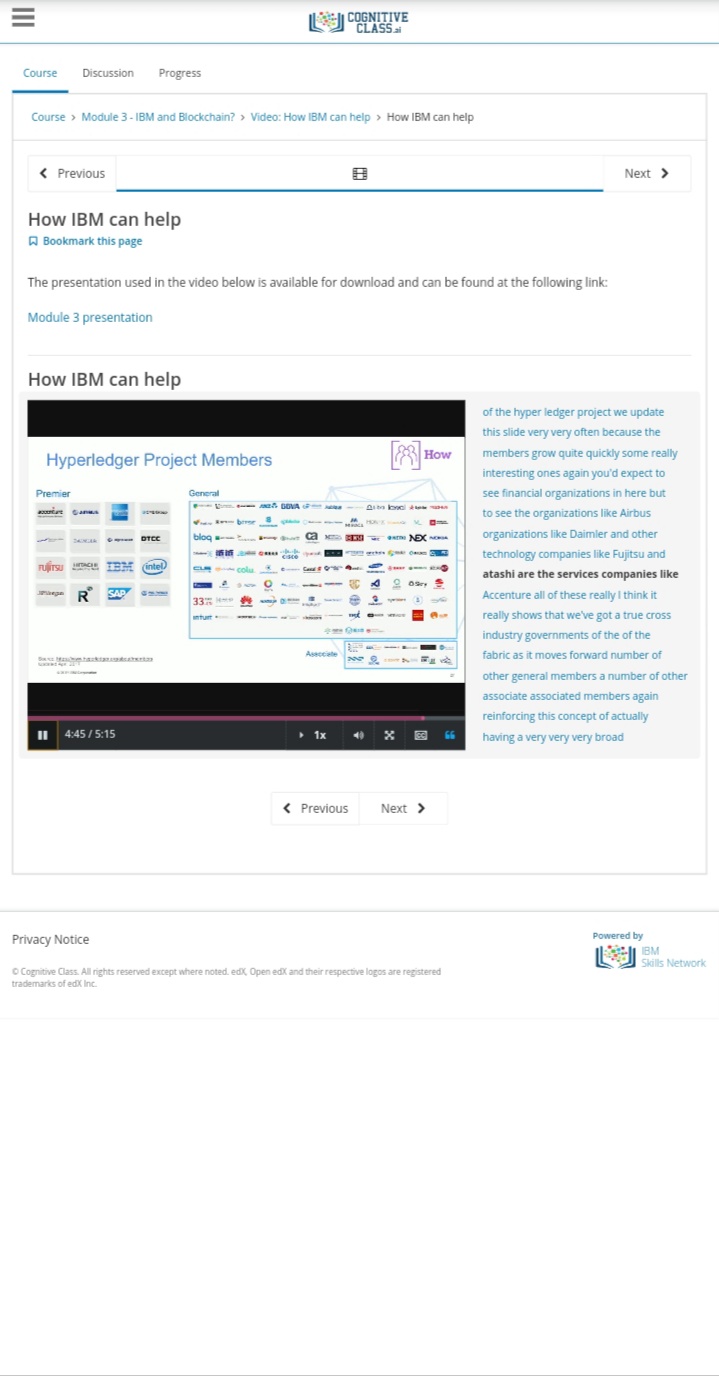 COGNITIVE
CLASS.ai
Course
Discussion
Progress
Course > Module 3 - IBM and Blockchain? > Video: How IBM can help > How IBM can help
Previous
Next
How IBM can help
Bookmark this page
The presentation used in the video below is available for download and can be found at the following link:
Module 3 presentation
How IBM can help
Hyperledger Project Members
How
Premier
General
accenture
AIRBUS
DAIMLER
DTCC
FUJITSU
HITACHI
IBM
intel
J.P.Morgan
R
SAP
BBVA
bloq
ca
NEX
NOKIA
CISCO
HUAWEI
33
Associate
4:45 / 5:15
1x
of the hyper ledger project we update
this slide very very often because the
members grow quite quickly some really
interesting ones again you'd expect to
see financial organizations in here but
to see the organizations like Airbus
organizations like Daimler and other
technology companies like Fujitsu and
atashi are the services companies like
Accenture all of these really I think it
really shows that we've got a true cross
industry governments of the of the
fabric as it moves forward number of
other general members a number of other
associate associated members again
reinforcing this concept of actually
having a very very very broad
Previous
Next
Privacy Notice
© Cognitive Class. All rights reserved except where noted. edX, Open edX and their respective logos are registered
trademarks of edX Inc.
Powered by
IBM
Skills Network